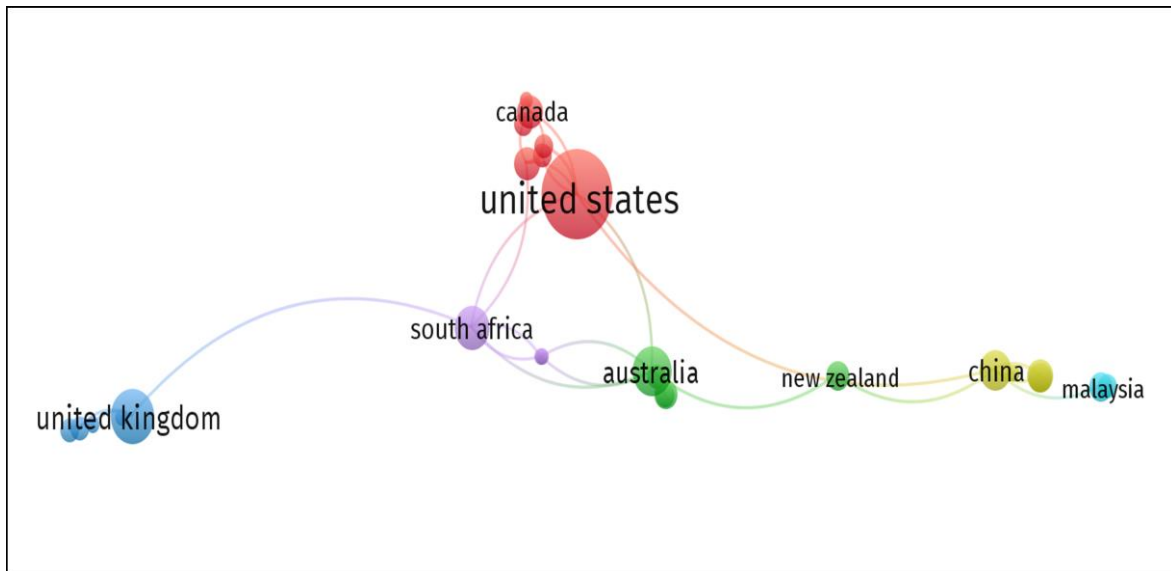 canada
united states
south africa
australia
new zealand
china
malaysia
united kingdom